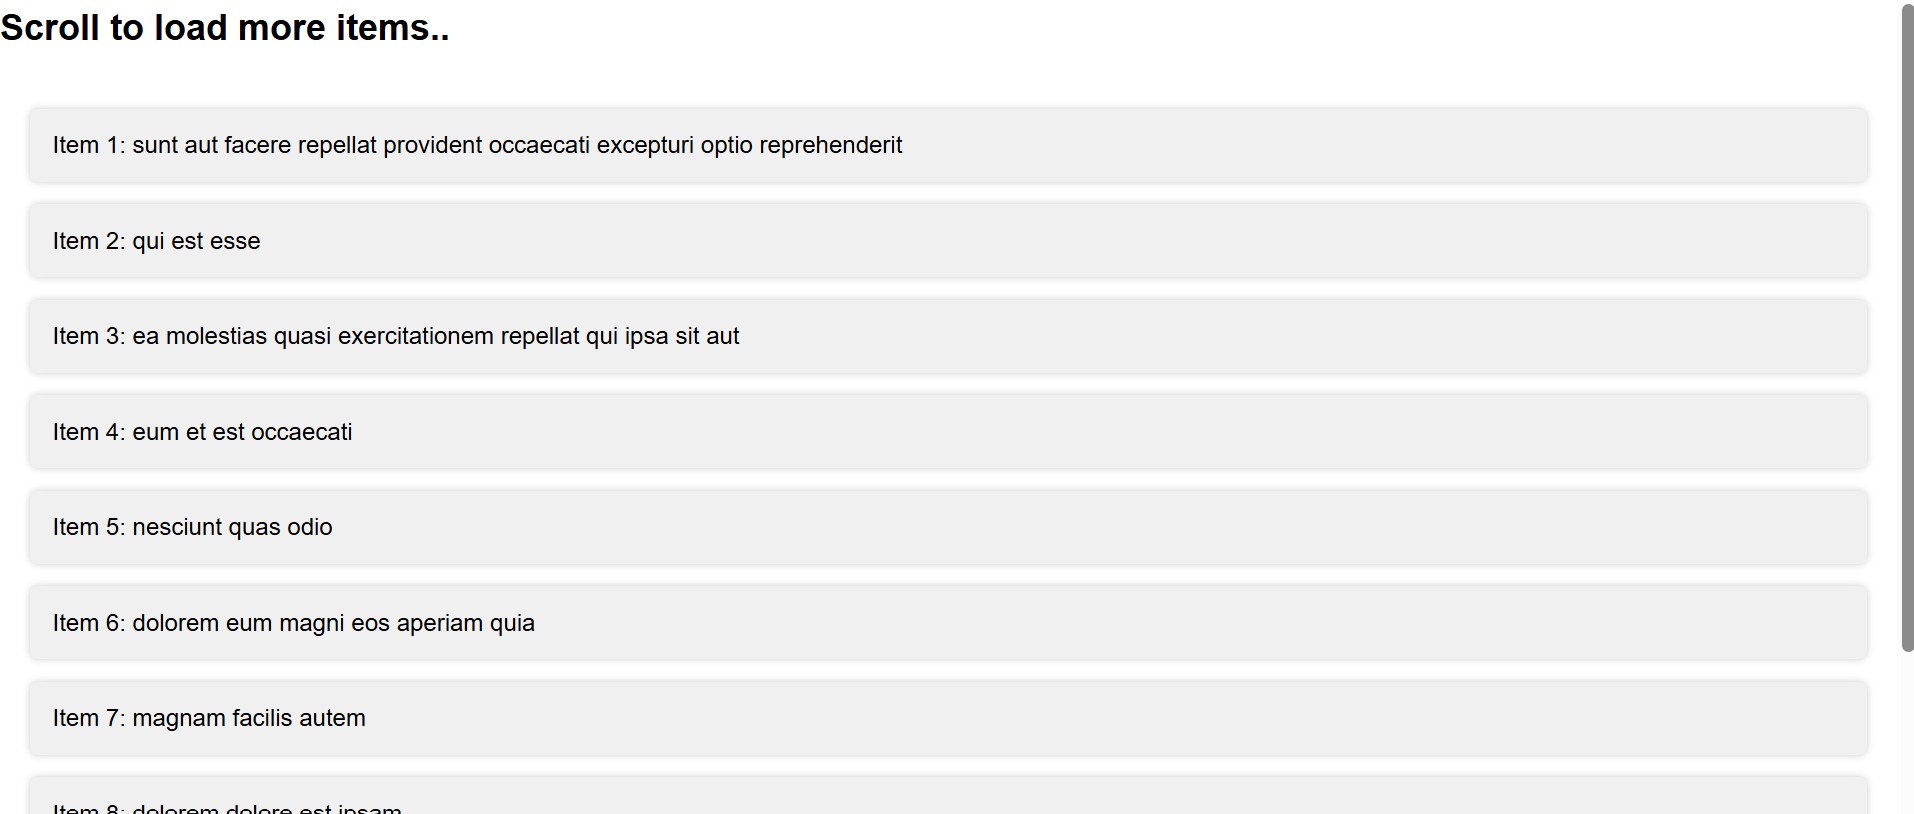 Scroll to load more items..
Item 1: sunt aut facere repellat provident occaecati excepturi optio reprehenderit
Item 2: qui est esse
Item 3: ea molestias quasi exercitationem repellat qui ipsa sit aut
Item 4: eum et est occaecati
Item 5: nesciunt quas odio
Item 6: dolorem eum magni eos aperiam quia
Item 7: magnam facilis autem
Item 8: dolorem dolore est ipsam